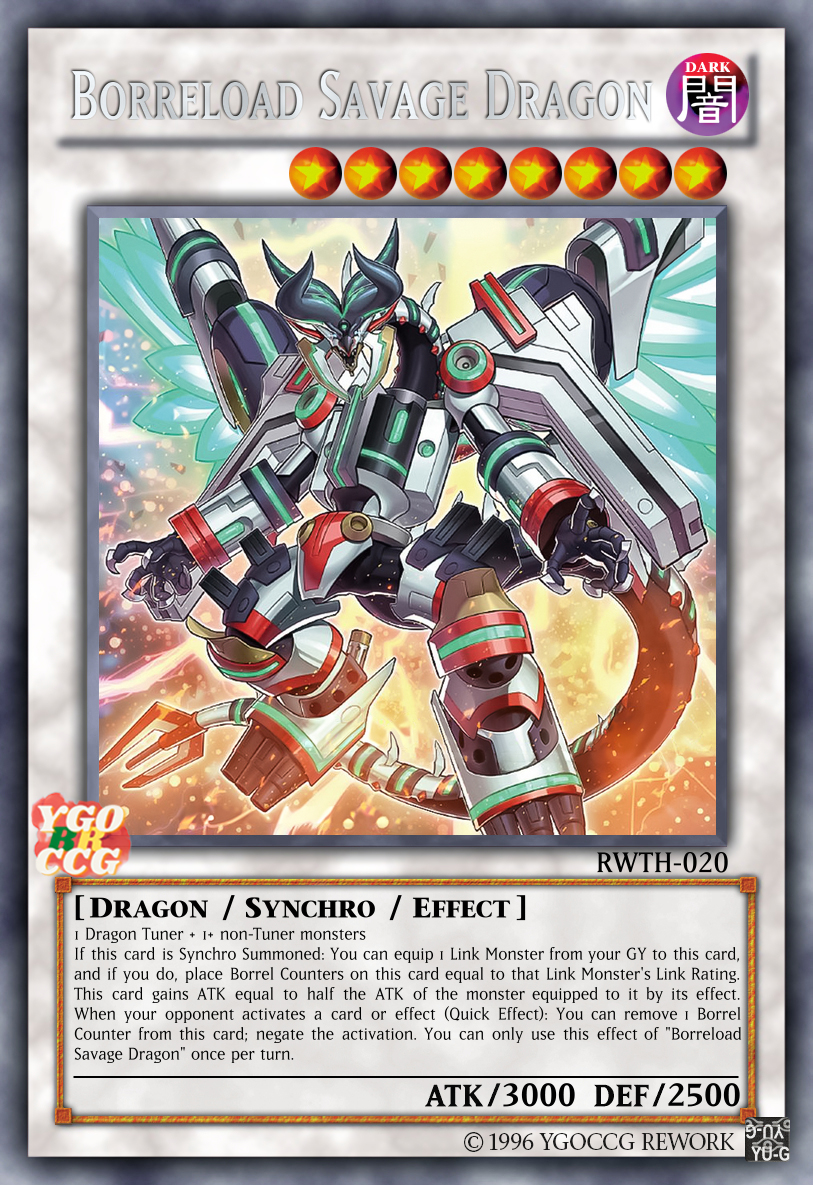 BORRELOAD SAVAGE DRAGON
DARK
闇
YGO
RR
CCG
RWTH-020
[ DRAGON / SYNCHRO / EFFECT ]
1 Dragon Tuner + 1+ non-Tuner monsters
If this card is Synchro Summoned: You can equip 1 Link Monster from your GY to this card,
and if you do, place Borrel Counters on this card equal to that Link Monster's Link Rating.
This card gains ATK equal to half the ATK of the monster equipped to it by its effect.
When your opponent activates a card or effect (Quick Effect): You can remove 1 Borrel
Counter from this card; negate the activation. You can only use this effect of "Borreload
Savage Dragon" once per turn.
ATK/3000 DEF/2500
© 1996 YGOCCG REWORK
YU-G